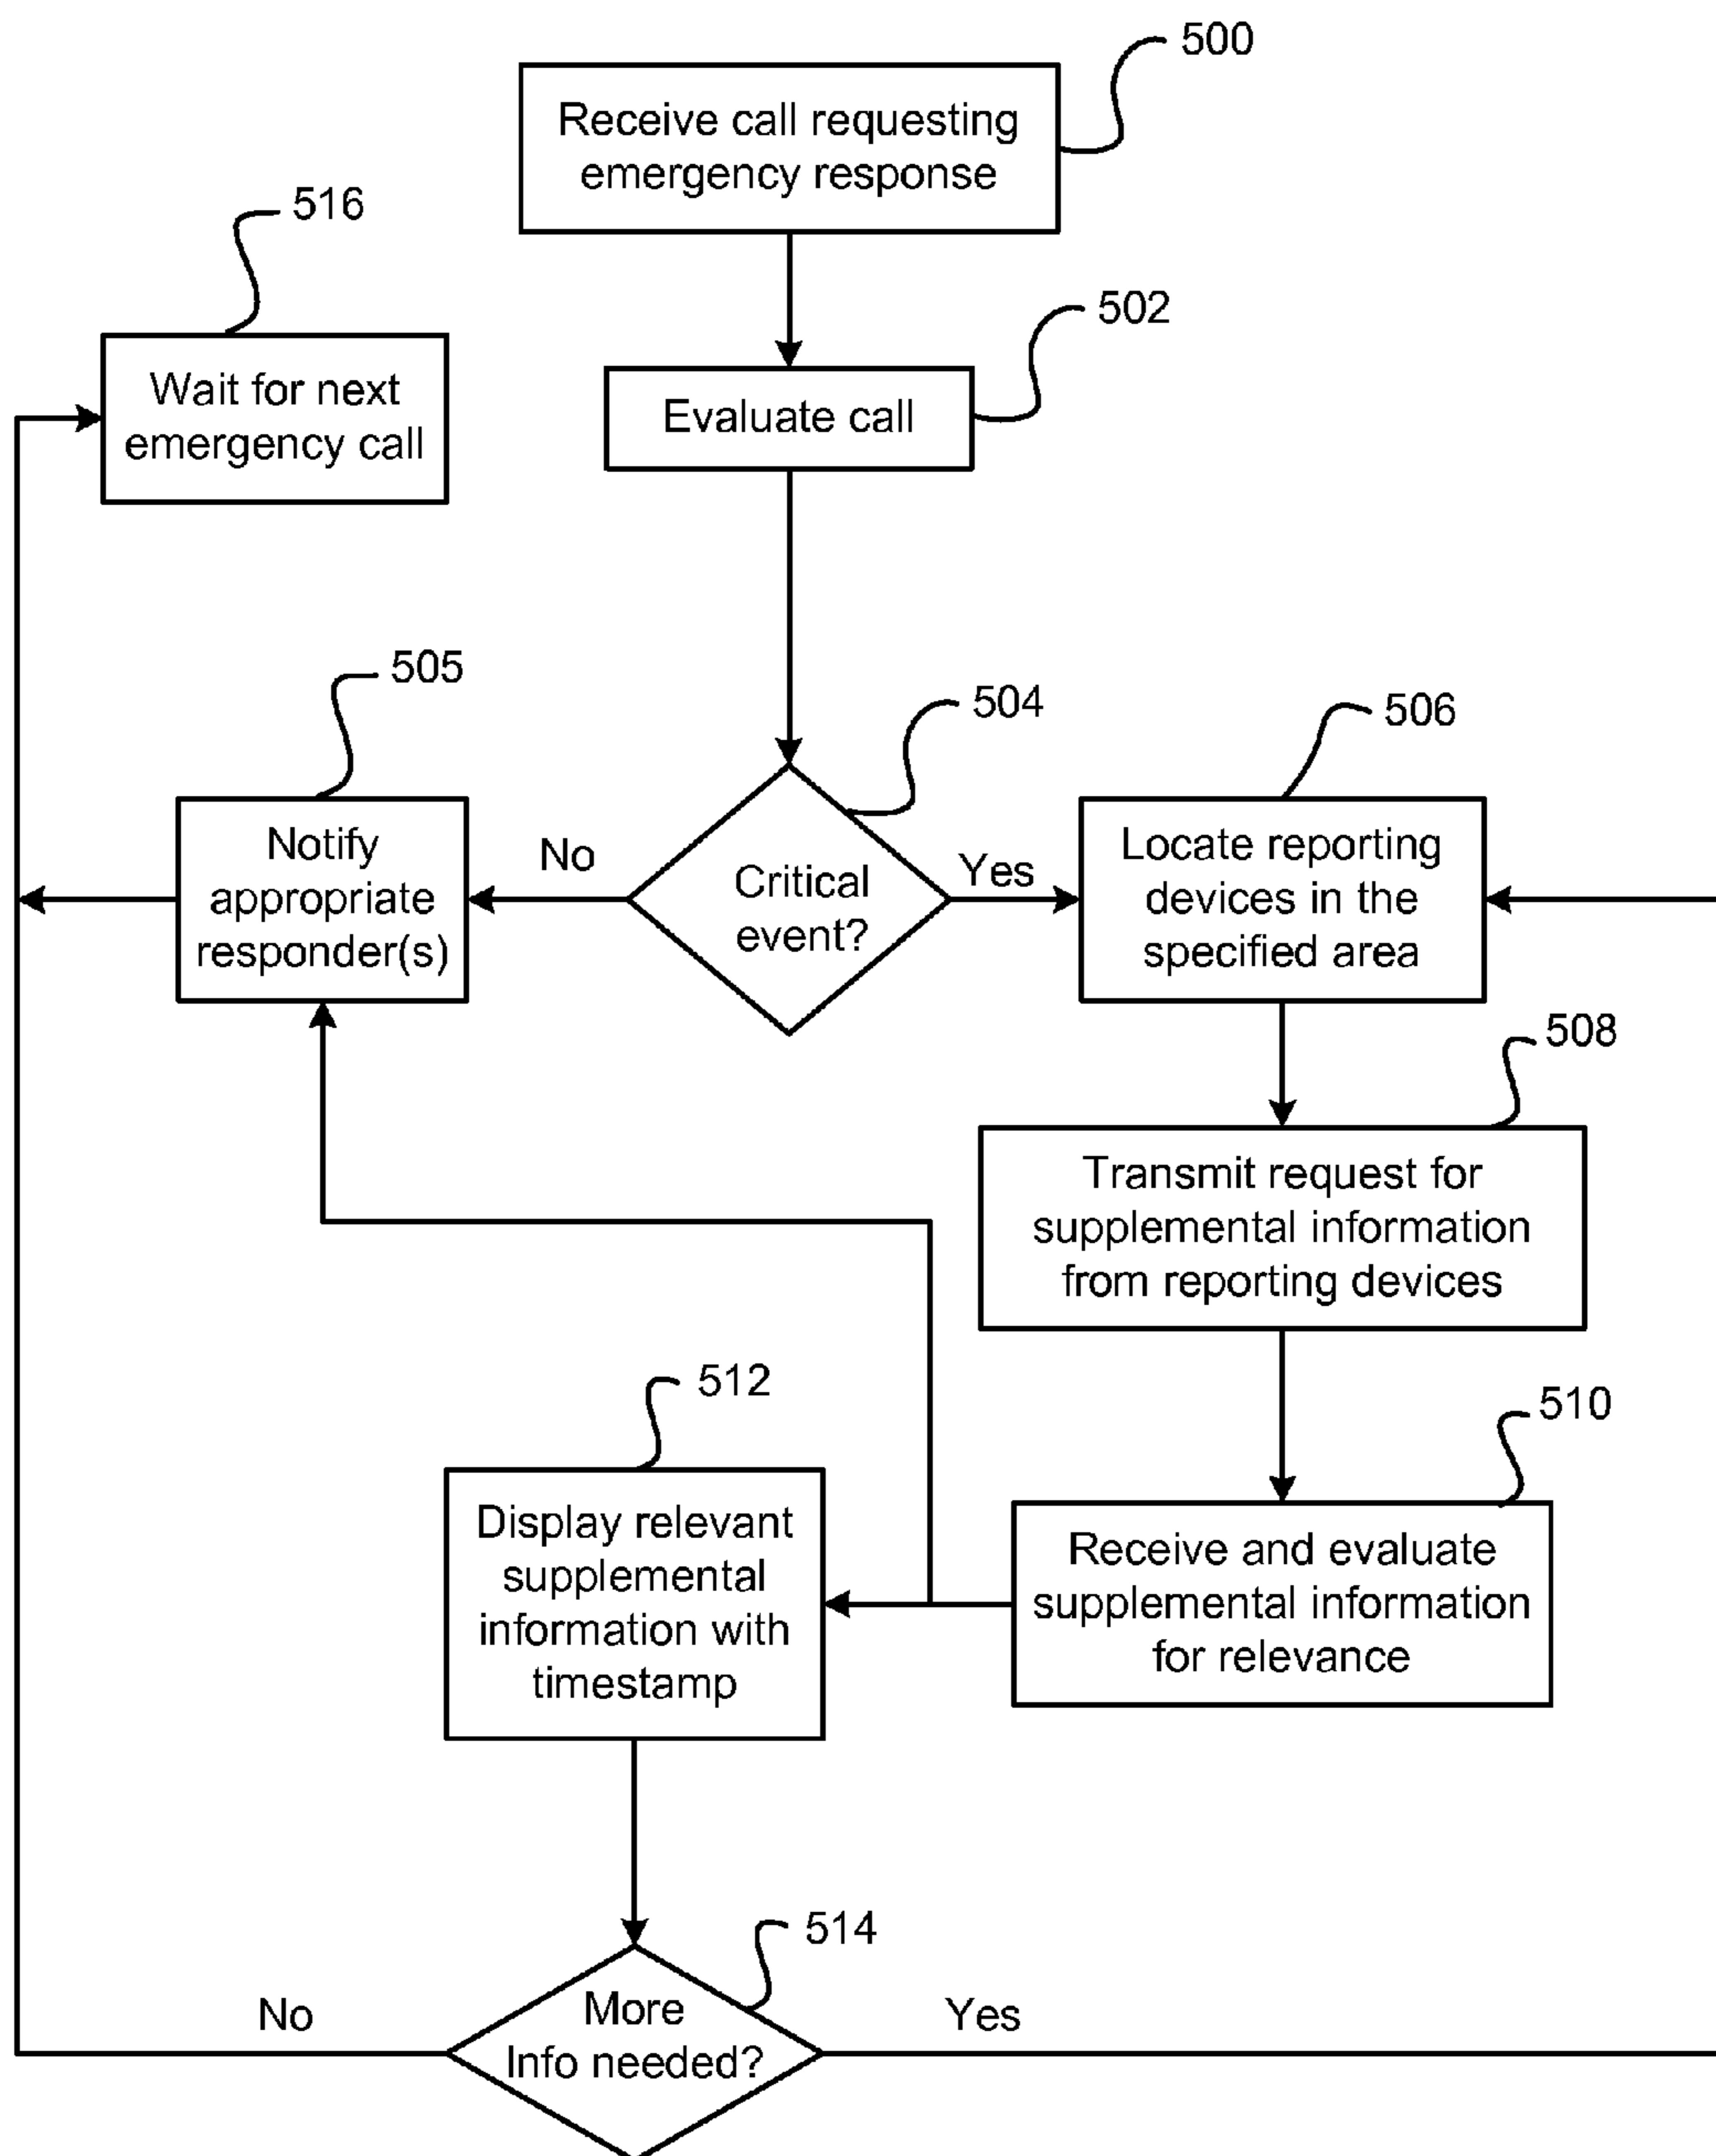 500
Receive call requesting
emergency response
516
502
Wait for next
emergency call
Evaluate call
505
504
506
Notify
appropriate
responder(s)
No
Critical
event?
Yes
Locate reporting
devices in the
specified area
508
Transmit request for
supplemental information
from reporting devices
512
510
Display relevant
supplemental
information with
timestamp
Receive and evaluate
supplemental information
for relevance
514
No
More
Info needed?
Yes